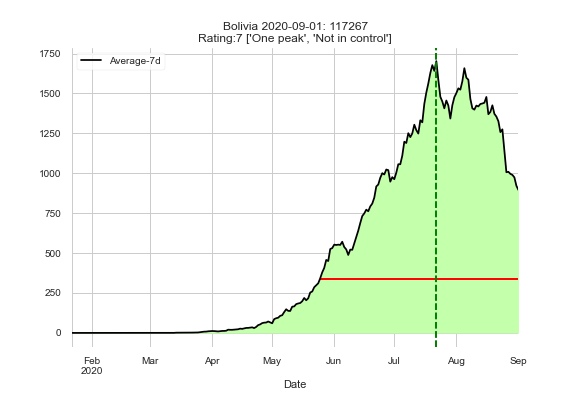 Bolivia 2020-09-01: 117267
Rating:7 ['One peak', 'Not in control']
Average-7d
1750
1500
1250
1000
750
500
250
0
Feb Mar Apr May Jun Jul Aug Sep
2020
Date